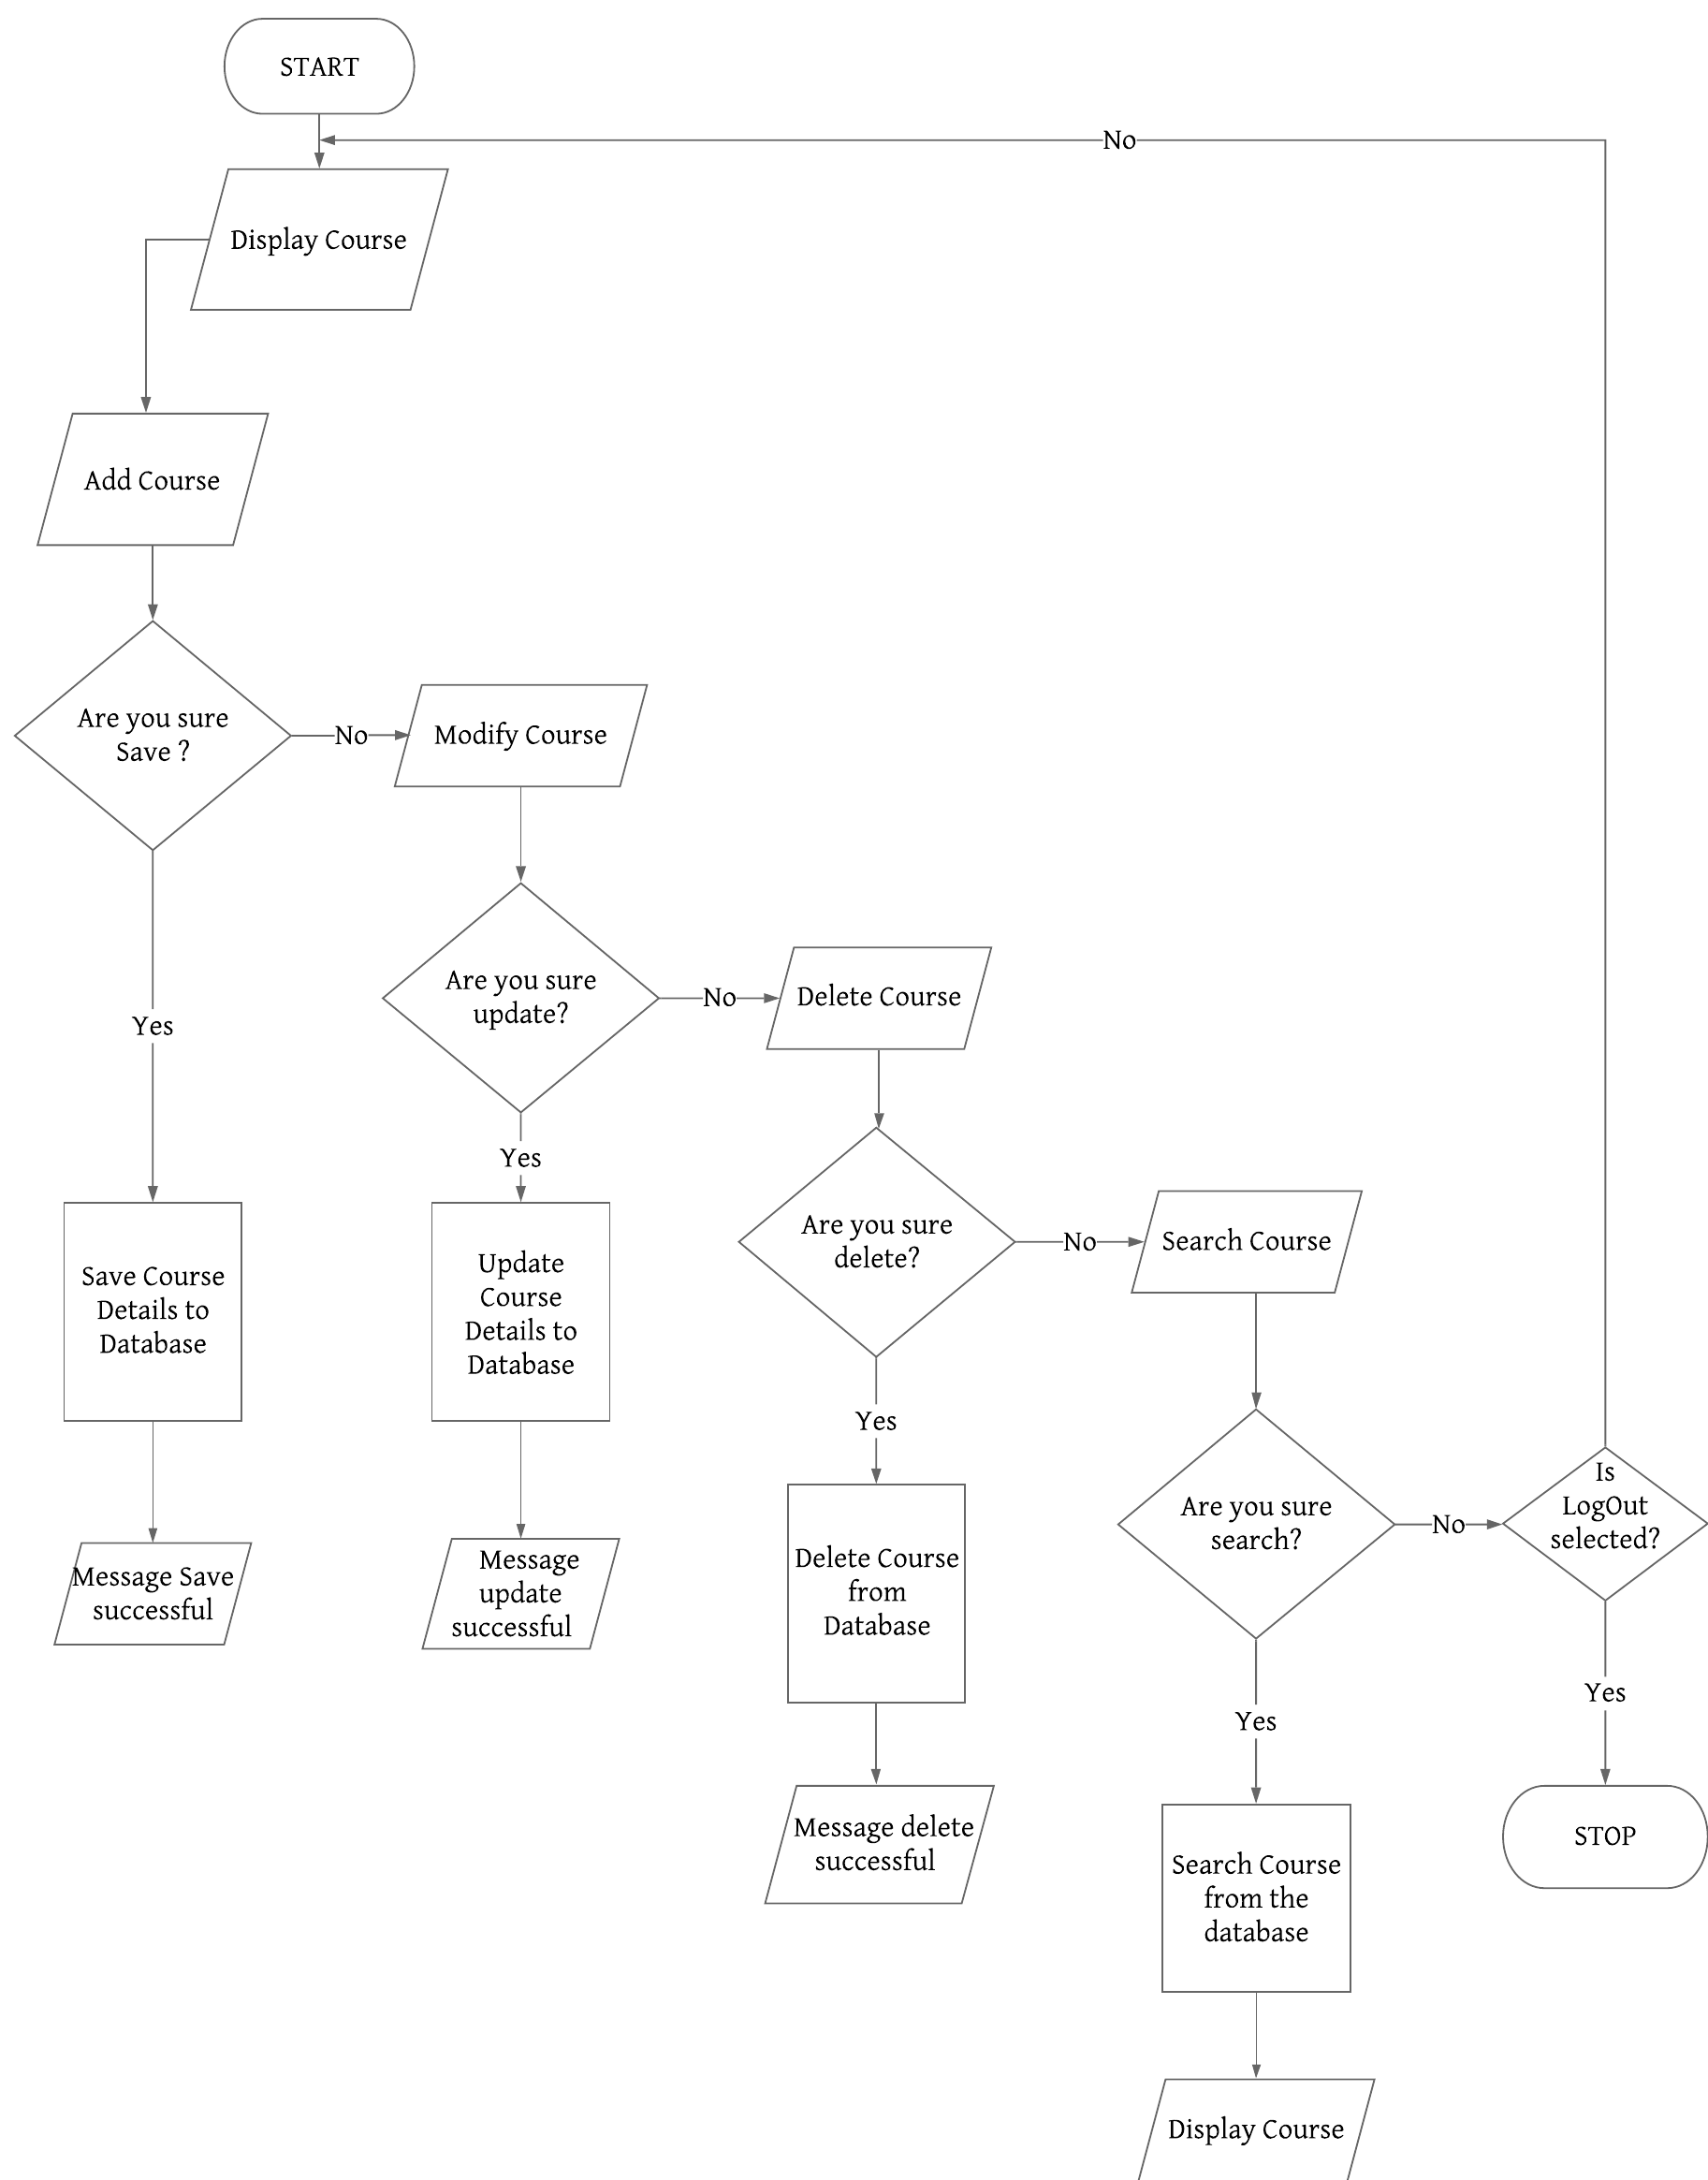 START
No
Display Course
Add Course
Are you sure
Save ?
No
Modify Course
Are you sure
update?
No
Delete Course
Yes
Yes
Are you sure
delete?
No
Search Course
Save Course
Details to
Database
Update
Course
Details to
Database
Yes
Are you sure
search?
No
Is
LogOut
selected?
Message Save
successful
Message
update
successful
Delete Course
from
Database
Yes
Yes
Message delete
successful
Search Course
from the
database
STOP
Display Course